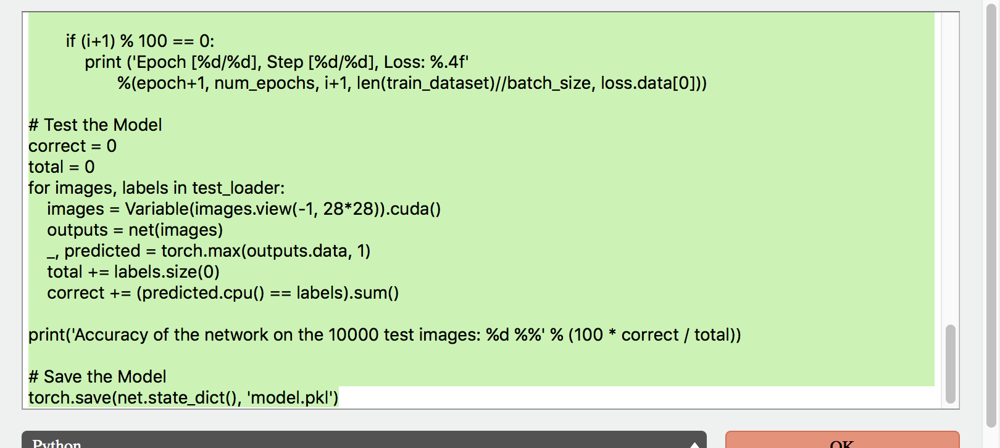 if (i+1) % 100 == 0:
print ('Epoch [%d/%d], Step [%d/%d], Loss: %.4f'
%(epoch+1, num_epochs, i+1, len(train_dataset)//batch_size, loss.data[0]))
# Test the Model
correct = 0
total = 0
for images, labels in test_loader:
images = Variable(images.view(-1, 28*28)).cuda()
outputs = net(images)
_, predicted = torch.max(outputs.data, 1)
total += labels.size(0)
correct += (predicted.cpu() == labels).sum()
print('Accuracy of the network on the 10000 test images: %d %%' % (100 * correct / total))
# Save the Model
torch.save(net.state_dict(), 'model.pkl')
Python
OK